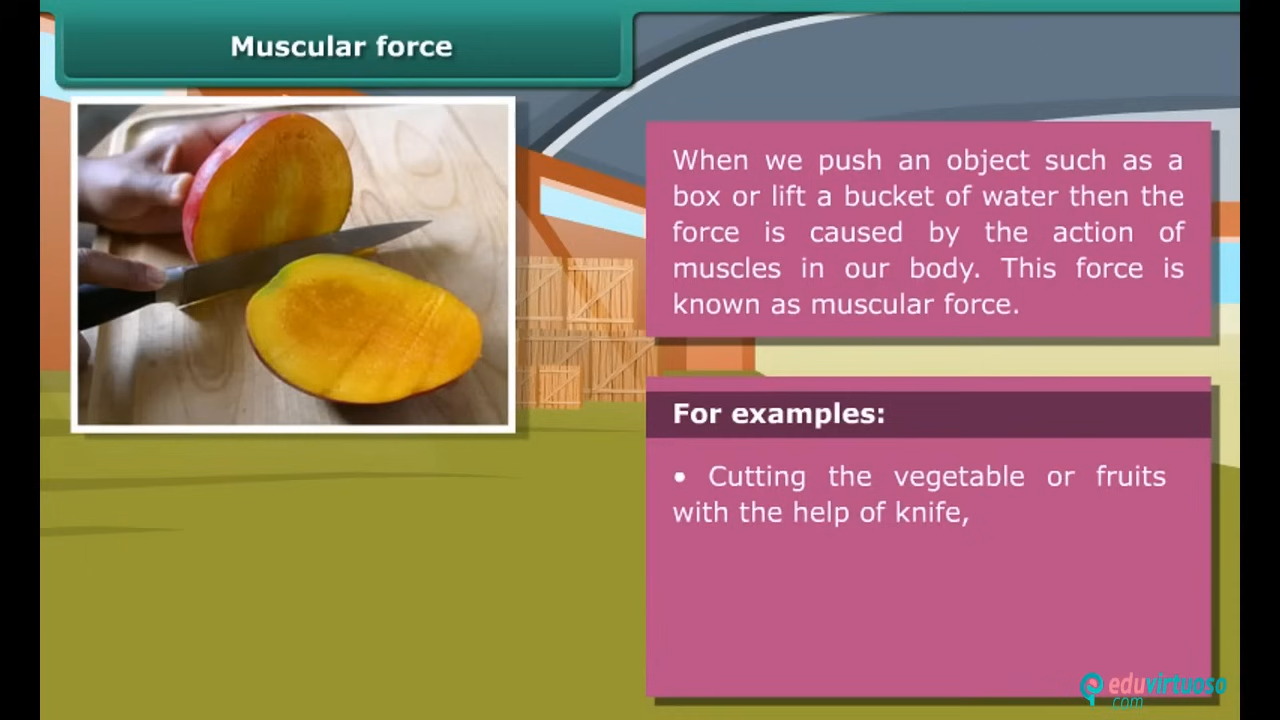 Muscular force
When we push an object such as a
box or lift a bucket of water then the
force is caused by the action of
muscles in our body. This force is
known as muscular force.
For examples:
• Cutting the vegetable or fruits
with the help of knife,
eduvirtuoso
.com